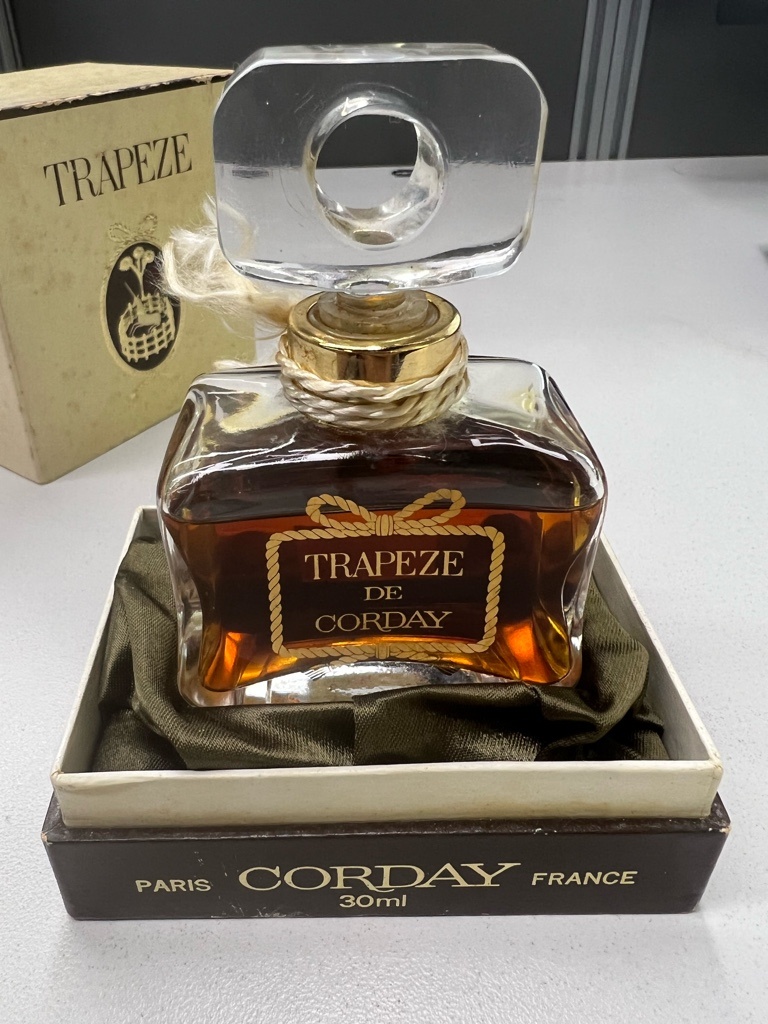 TRAPEZE
TRAPEZE
DE
CORDAY
PARIS CORDAY FRANCE
30ml